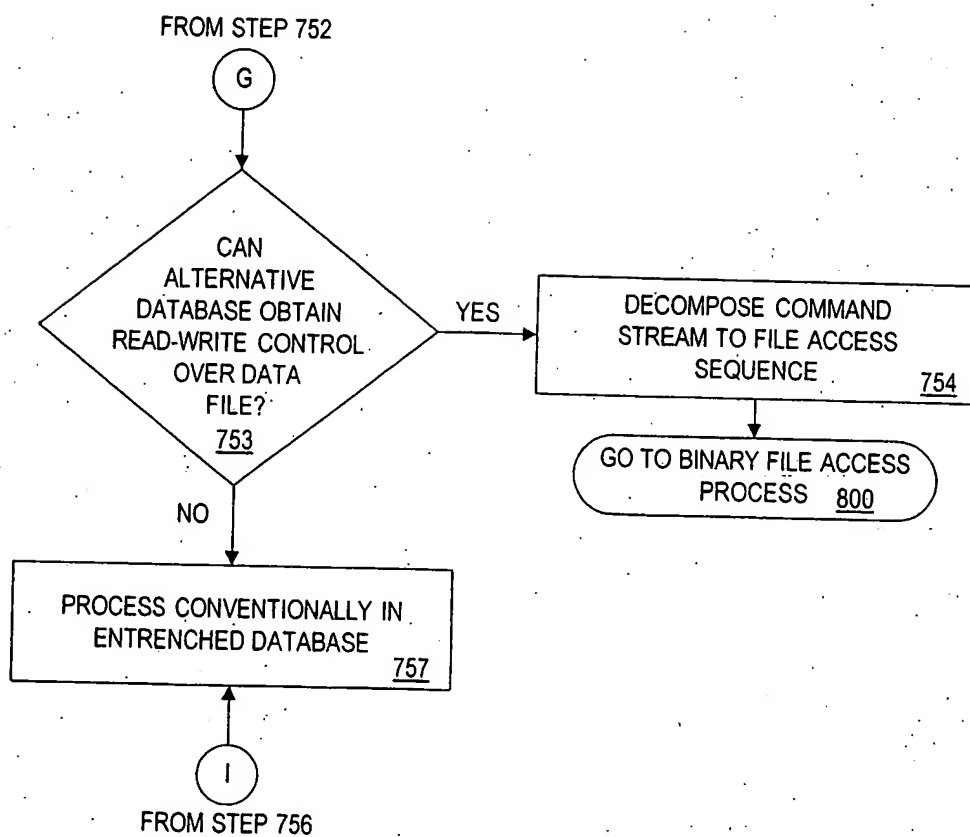 FROM STEP 752
G
CAN
ALTERNATIVE
DATABASE OBTAIN
READ-WRITE CONTROL
OVER DATA
FILE?
753
YES
DECOMPOSE COMMAND
STREAM TO FILE ACCESS
SEQUENCE
754
GO TO BINARY FILE ACCESS
PROCESS 800
NO
PROCESS CONVENTIONALLY IN
ENTRENCHED DATABASE
757
I
FROM STEP 756